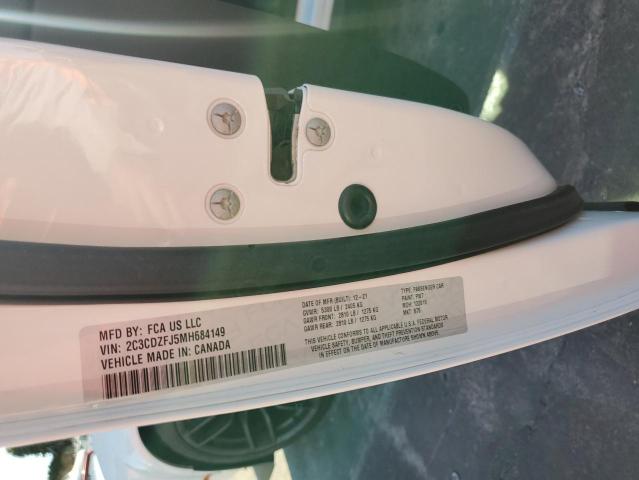 MFD BY: FCA US LLC
VIN: 2C3CDZFJ5MH684149
VEHICLE MADE IN: CANADA
DATE OF MFR (BUILT): 12-21
GVWR: 5300 LB / 2405 KG
GAWR FRONT: 2810 LB / 1275 KG
GAWR REAR: 2810 LB / 1275 KG
TYPE: PASSENGER CAR
PAINT: PW7
MDH:
MKT:
THIS VEHICLE CONFORMS TO ALL APPLICABLE FEDERAL MOTOR
VEHICLE SAFETY, BUMPER, AND THEFT PREVENTION STANDARDS
IN EFFECT ON THE DATE OF MANUFACTURE SHOWN ABOVE.